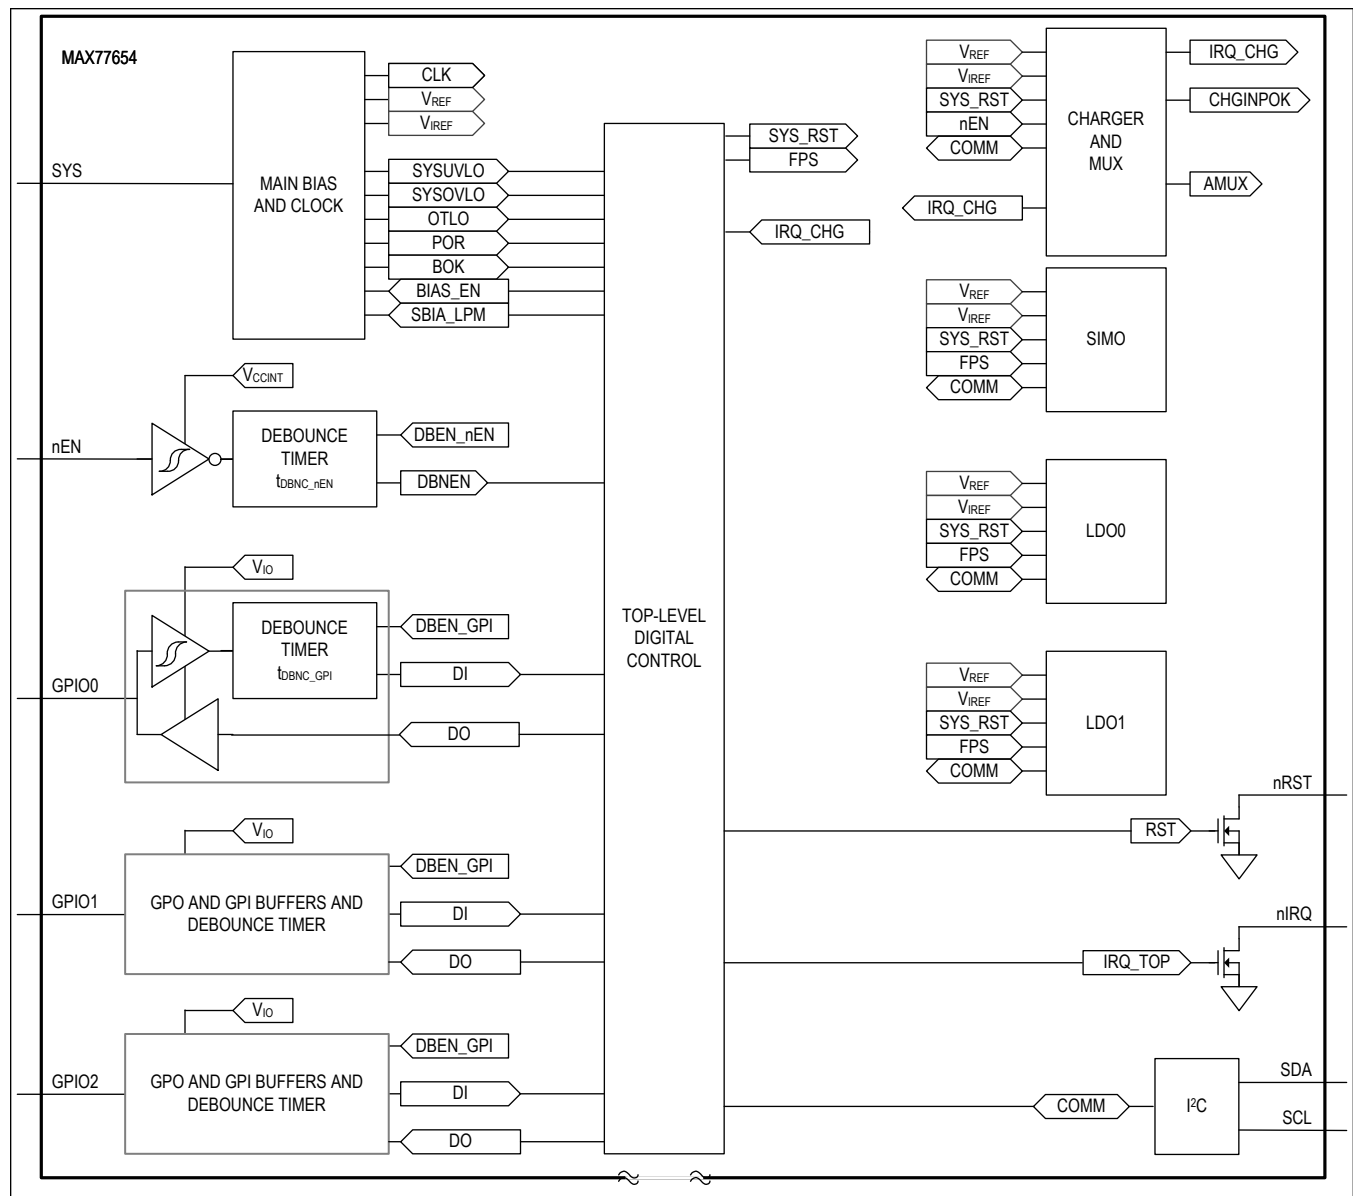 MAX77654
SYS
MAIN BIAS
AND CLOCK
CLK
VREF
VIREF
SYSUVLO
SYSOVLO
OTLO
POR
BOK
BIAS_EN
SBIA_LPM
VCCINT
nEN
DEBOUNCE
TIMER
tDBNC_nEN
DBEN_nEN
DBNEN
VIO
GPIO0
DEBOUNCE
TIMER
tDBNC_GPI
DBEN_GPI
DI
DO
VIO
GPIO1
GPO AND GPI BUFFERS AND
DEBOUNCE TIMER
DBEN_GPI
DI
DO
VIO
GPIO2
GPO AND GPI BUFFERS AND
DEBOUNCE TIMER
DBEN_GPI
DI
DO
TOP-LEVEL
DIGITAL
CONTROL
SYS_RST
FPS
IRQ_CHG
VREF
VIREF
SYS_RST
nEN
COMM
IRQ_CHG
CHARGER
AND
MUX
IRQ_CHG
CHGINPOK
AMUX
VREF
VIREF
SYS_RST
FPS
COMM
SIMO
VREF
VIREF
SYS_RST
FPS
COMM
LDO0
VREF
VIREF
SYS_RST
FPS
COMM
LDO1
RST
nRST
IRQ_TOP
nIRQ
COMM
I²C
SDA
SCL